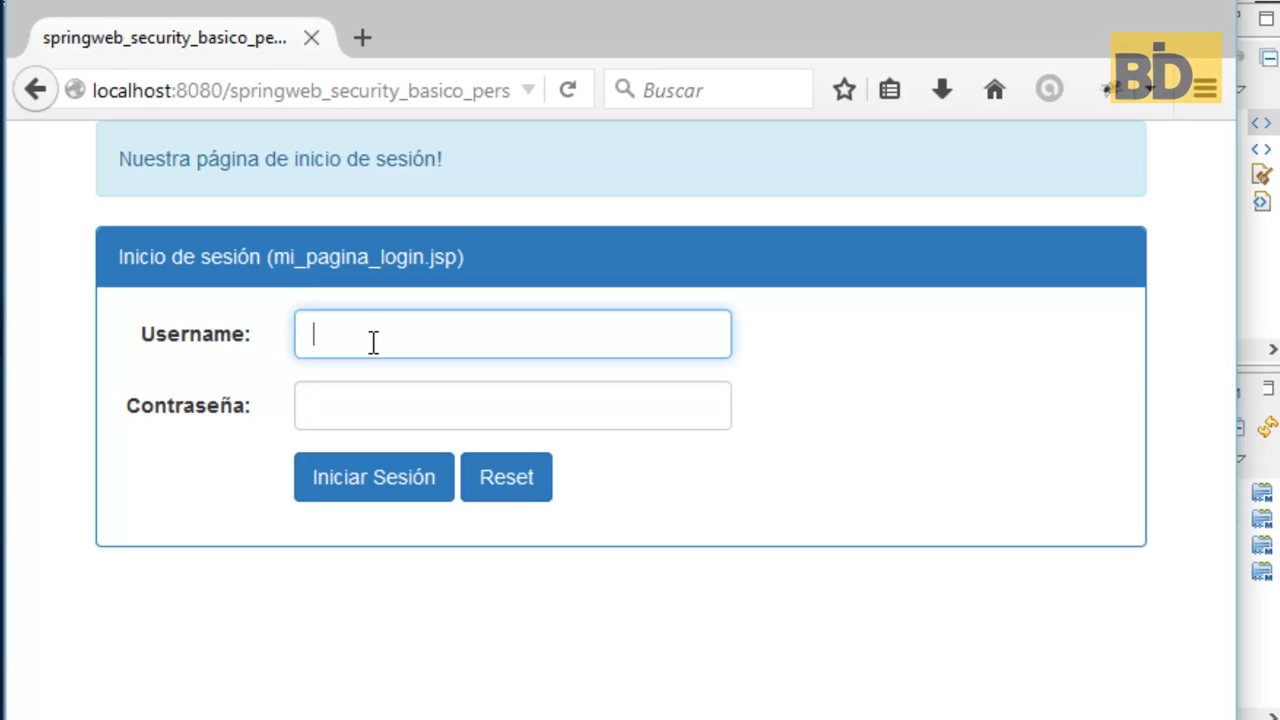 springweb_security_basico_pe...
localhost:8080/springweb_security_basico_pers
Buscar
BD
Nuestra página de inicio de sesión!
Inicio de sesión (mi_pagina_login.jsp)
Username:
Contraseña:
Iniciar Sesión Reset